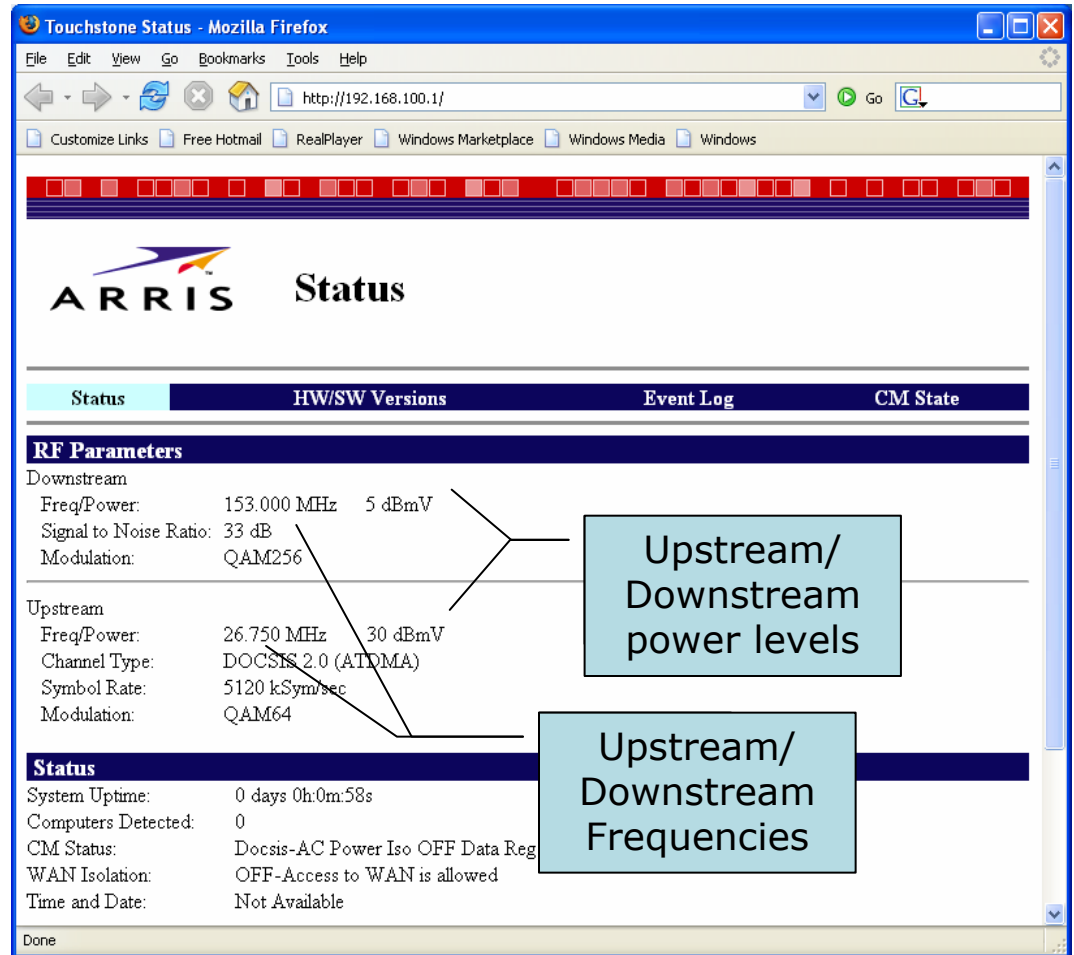 Touchstone Status - Mozilla Firefox
File Edit View Go Bookmarks Tools Help
http://192.168.100.1/ Go G
Customize Links Free Hotmail RealPlayer Windows Marketplace Windows Media Windows
ARRIS™ Status
Status HW/SW Versions Event Log CM State
RF Parameters
Downstream
Freq/Power: 153.000 MHz 5 dBmV
Signal to Noise Ratio: 33 dB
Modulation: QAM256
Upstream/
Downstream
power levels
Upstream
Freq/Power: 26.750 MHz 30 dBmV
Channel Type: DOCSIS 2.0 (ATDMA)
Symbol Rate: 5120 kSym/sec
Modulation: QAM64
Upstream/
Downstream
Frequencies
Status
System Uptime: 0 days 0h:0m:58s
Computers Detected: 0
CM Status: Docsis-AC Power Iso OFF Data Reg
WAN Isolation: OFF-Access to WAN is allowed
Time and Date: Not Available
Done